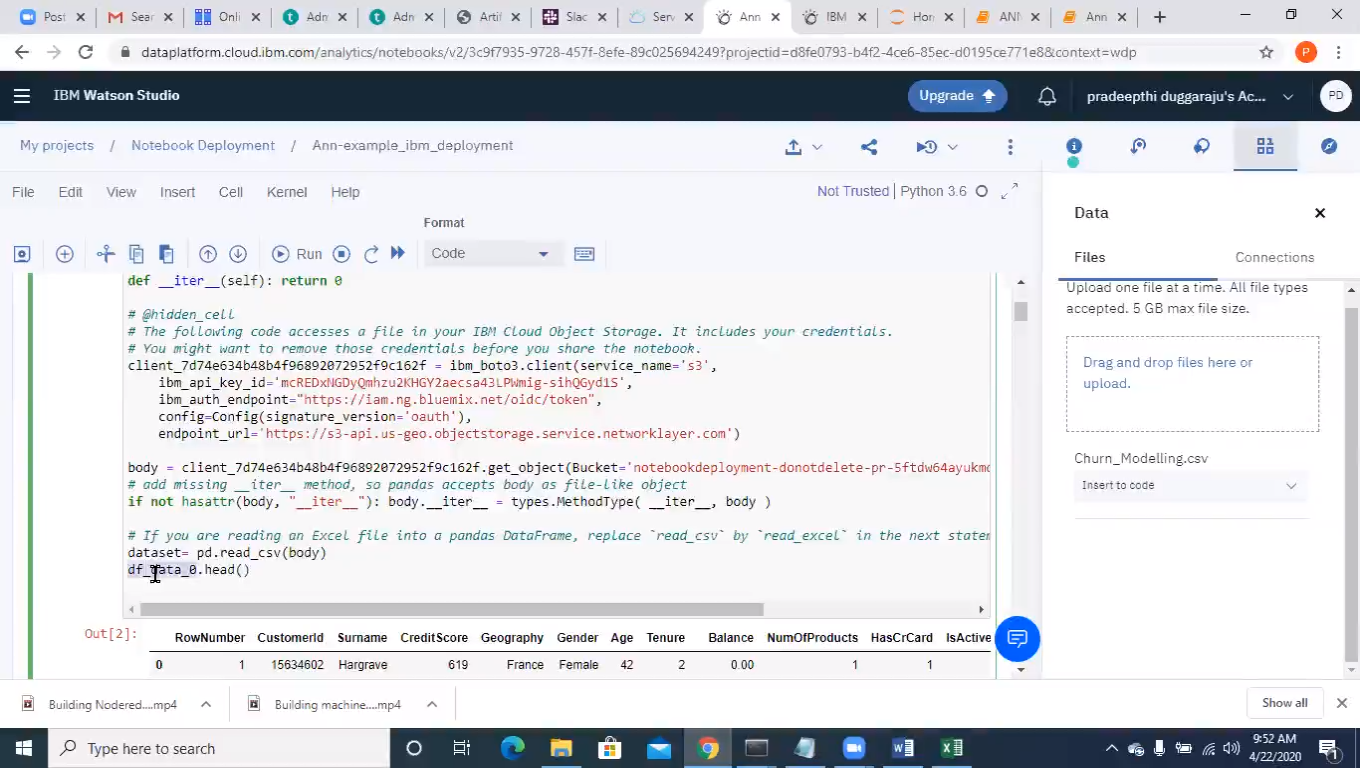 Post
Sear
Onli
Adm
Adm
Artif
Slac
Serv
Ann
IBM
Hor
ANN
Ann
dataplatform.cloud.ibm.com/analytics/notebooks/v2/3c9f7935-9728-457f-8efe-89c025694249?projectid=d8fe0793-b4f2-4ce6-85ec-d0195ce771e8&context=wdp
P
IBM Watson Studio
Upgrade
pradeepthi duggaraju's Ac...
PD
My projects / Notebook Deployment / Ann-example_ibm_deployment
File Edit View Insert Cell Kernel Help
Not Trusted | Python 3.6
Format
Run
Code
def __iter__(self): return 0
# @hidden_cell
# The following code accesses a file in your IBM Cloud Object Storage. It includes your credentials.
# You might want to remove those credentials before you share the notebook.
client_7d74e634b48b4f96892072952f9c162f = ibm_boto3.client(service_name='s3',
ibm_api_key_id='mcREDxNGDyQmhzu2KHGY2aecsa43LPWmig-sihQGyd1S',
ibm_auth_endpoint="https://iam.ng.bluemix.net/oidc/token",
config=Config(signature_version='oauth'),
endpoint_url='https://s3-api.us-geo.objectstorage.service.networklayer.com')
body = client_7d74e634b48b4f96892072952f9c162f.get_object(Bucket='notebookdeployment-donotdelete-pr-5ftdw64ayukmo
# add missing __iter__ method, so pandas accepts body as file-like object
if not hasattr(body, "__iter__"): body.__iter__ = types.MethodType( __iter__, body )
# If you are reading an Excel file into a pandas DataFrame, replace `read_csv` by `read_excel` in the next statem
dataset= pd.read_csv(body)
df_data_0.head()
Out[2]:
RowNumber CustomerId Surname CreditScore Geography Gender Age Tenure Balance NumOfProducts HasCrCard IsActive
0 1 15634602 Hargrave 619 France Female 42 2 0.00 1 1
Data
Files
Connections
Upload one file at a time. All file types
accepted. 5 GB max file size.
Drag and drop files here or
upload.
Churn_Modelling.csv
Insert to code
Building Nodered....mp4
Building machine....mp4
Show all
Type here to search
9:52 AM
4/22/2020
1